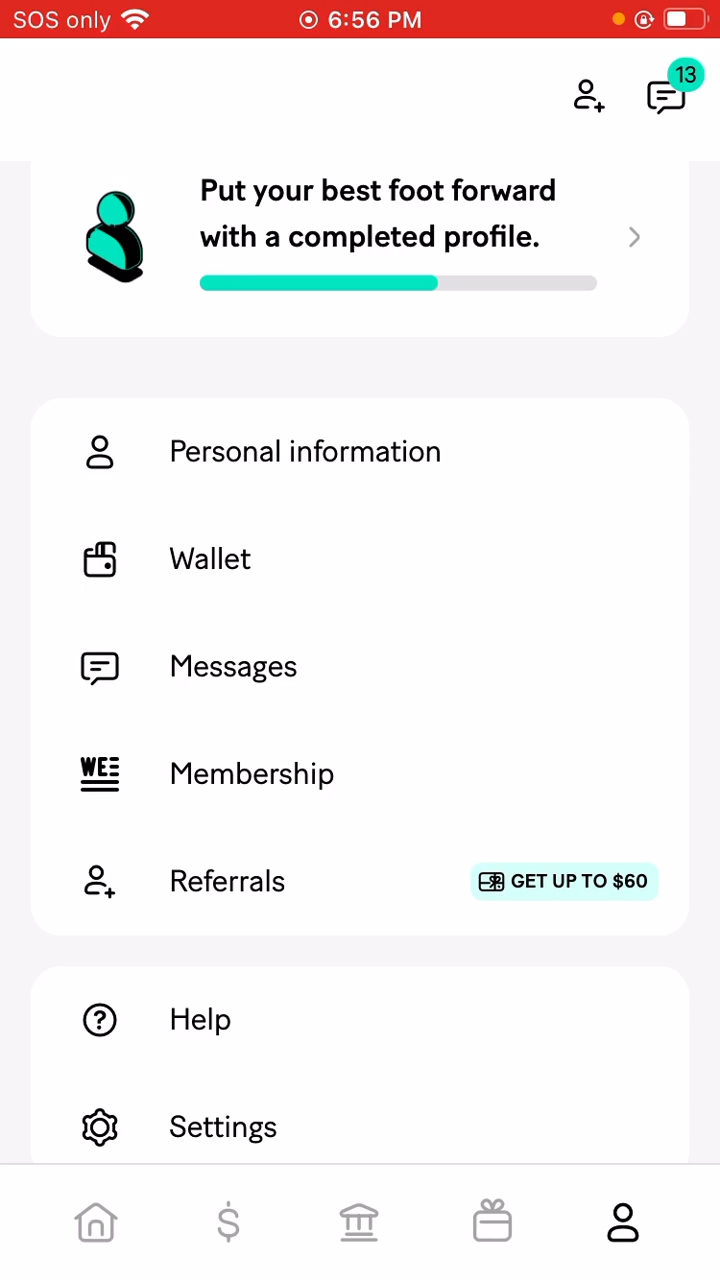 SOS only 6:56 PM
13
Put your best foot forward
with a completed profile.
Personal information
Wallet
Messages
WE Membership
Referrals GET UP TO $60
Help
Settings